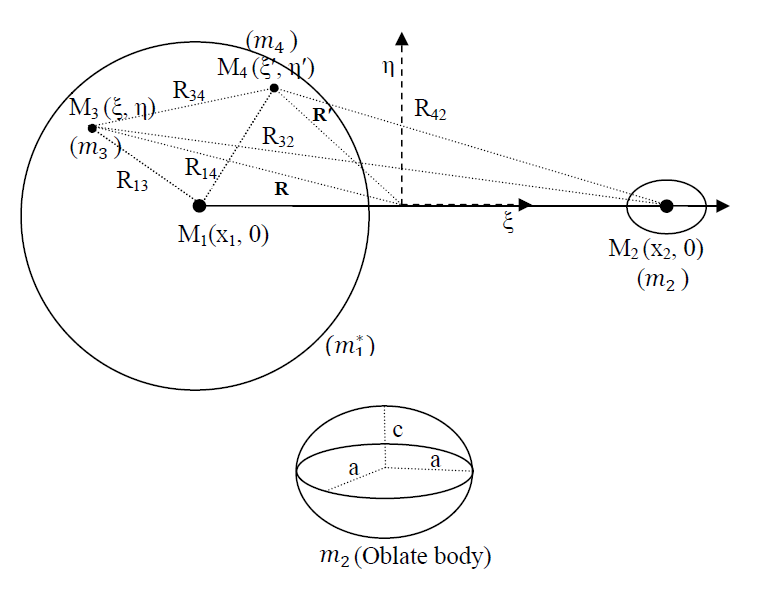 (m₄)
M₄(ξ', η')
η
R₃₄
R'
R₄₂
M₃(ξ, η)
R₃₂
(m₃)
R₁₄
R₁₃
R
ξ
M₁(x₁, 0)
M₂(x₂, 0)
(m₂)
(m₁*)
c
a
a
m₂(Oblate body)